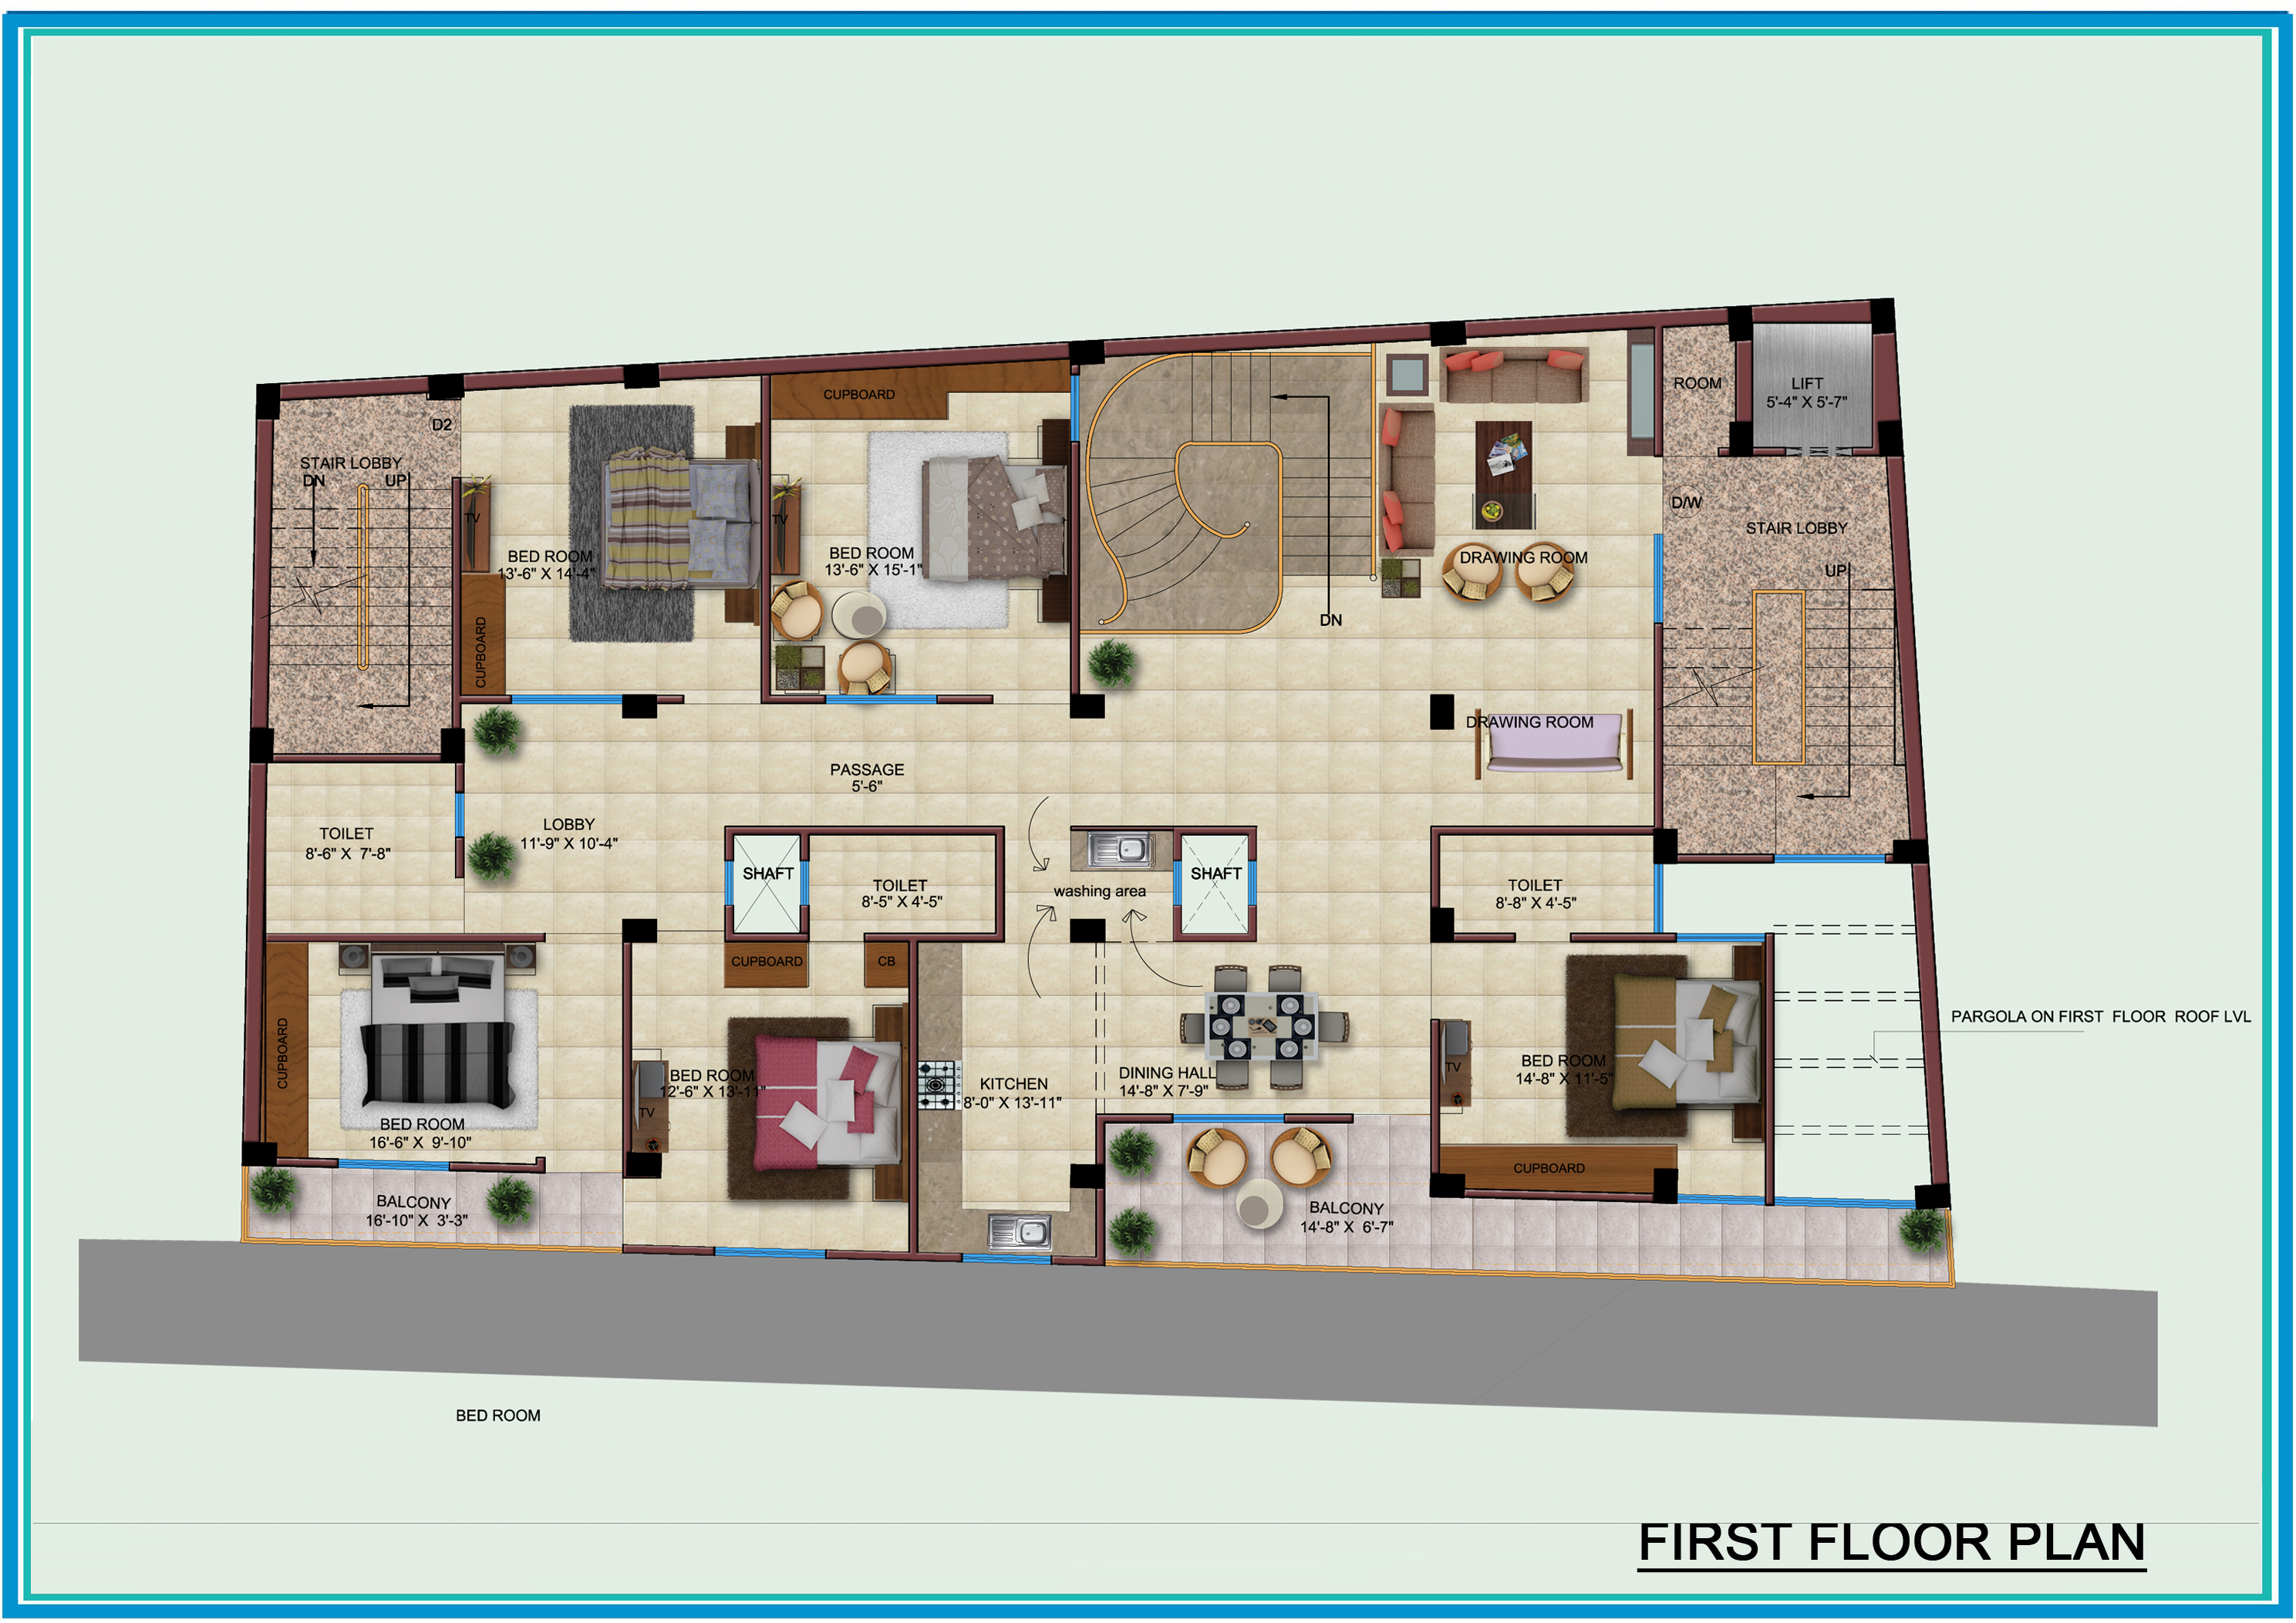 ROOM
LIFT
5'-4" X 5'-7"
CUPBOARD
D2
STAIR LOBBY
DN
UP
TV
TV
D/W
STAIR LOBBY
BED ROOM
13'-6" X 14'-4"
BED ROOM
13'-6" X 15'-1"
DRAWING ROOM
UP
DN
CUPBOARD
DRAWING ROOM
PASSAGE
5'-6"
LOBBY
11'-9" X 10'-4"
TOILET
8'-6" X 7'-8"
SHAFT
TOILET
8'-5" X 4'-5"
washing area
SHAFT
TOILET
8'-8" X 4'-5"
CUPBOARD
CB
CUPBOARD
PARGOLA ON FIRST FLOOR ROOF LVL
BED ROOM
12'-6" X 13'-11"
TV
KITCHEN
8'-0" X 13'-11"
DINING HALL
14'-8" X 7'-9"
TV
BED ROOM
14'-8" X 11'-5"
BED ROOM
16'-6" X 9'-10"
CUPBOARD
BALCONY
16'-10" X 3'-3"
BALCONY
14'-8" X 6'-7"
BED ROOM
FIRST FLOOR PLAN